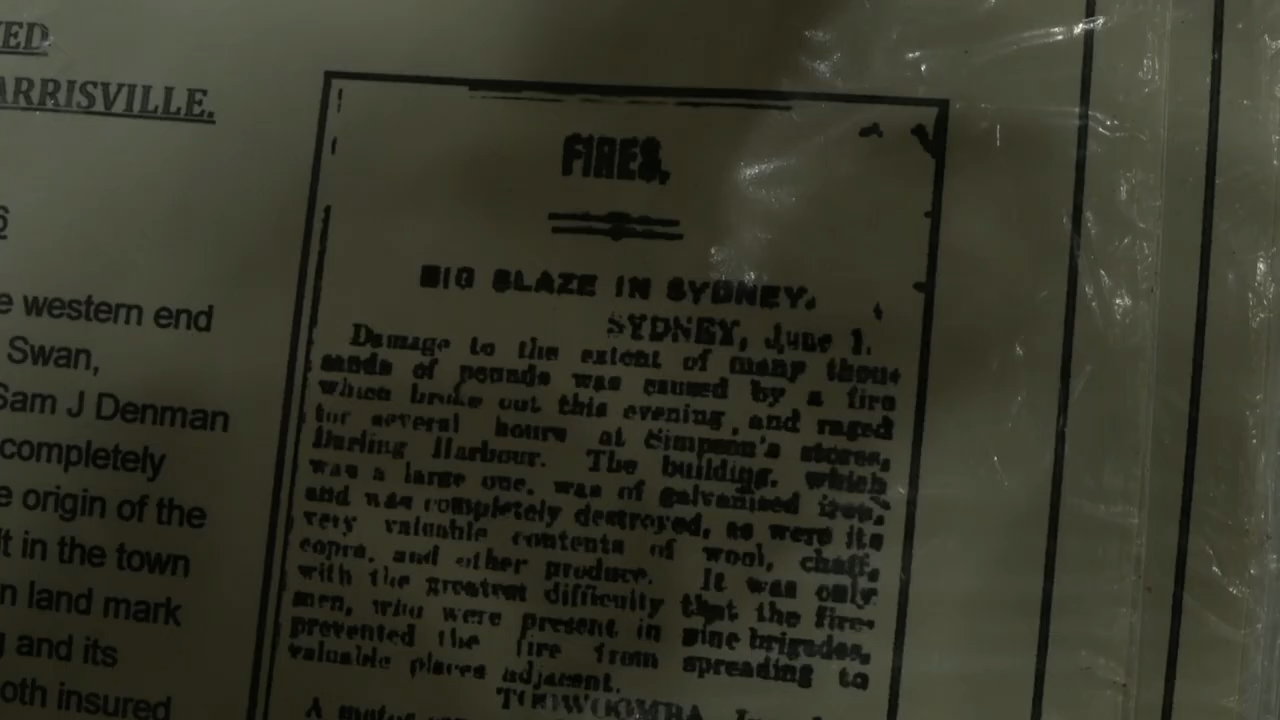 ED
ARRISVILLE.
6
e western end
Swan,
Sam J Denman
completely
e origin of the
ft in the town
n land mark
g and its
oth insured
FIRES.
BIG BLAZE IN SYDNEY.
SYDNEY, June 1.
Damage to the extent of many thou-
sands of pounds was caused by a fire
which broke out this evening, and raged
for several hours at Simpson's stores,
Darling Harbour. The building, which
was a large one, was of galvanised iron,
and was completely destroyed, as were its
very valuable contents of wool, chaff,
copra, and other produce. It was only
with the greatest difficulty that the fire-
men, who were present in nine brigades,
prevented the fire from spreading to
valuable places adjacent.
TOOWOOMBA,
A motor